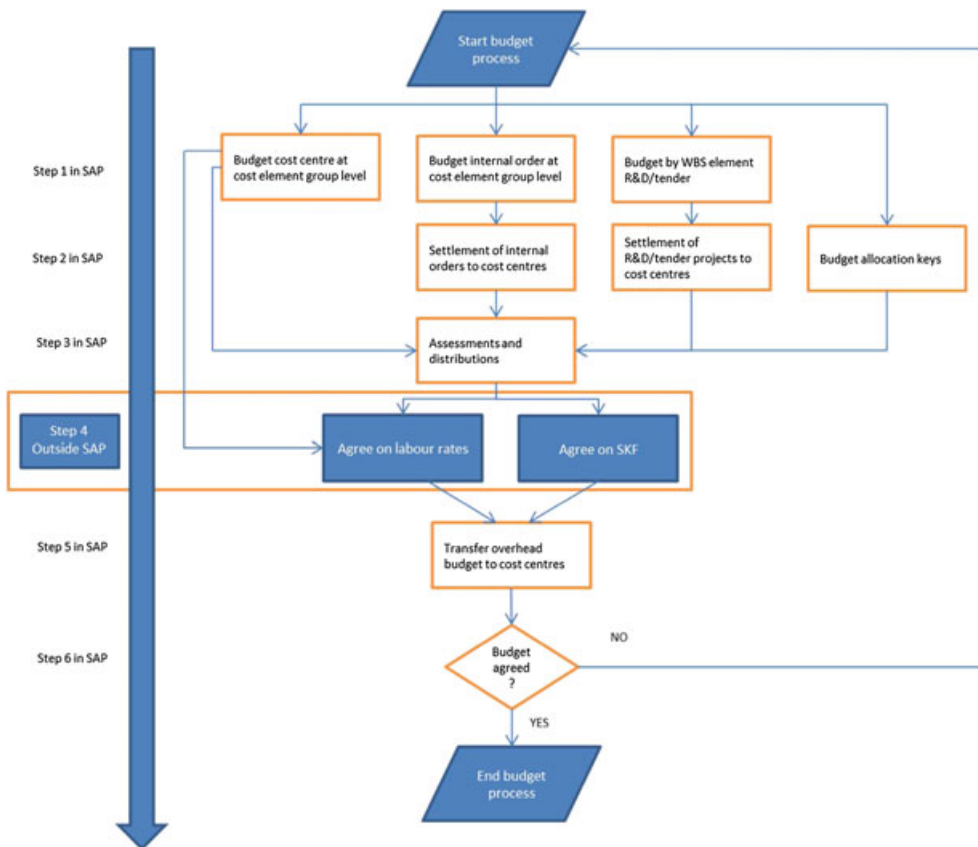 Start budget
process
Step 1 in SAP
Budget cost centre at
cost element group level
Budget internal order at
cost element group level
Budget by WBS element
R&D/tender
Step 2 in SAP
Settlement of internal
orders to cost centres
Settlement of
R&D/tender projects to
cost centres
Budget allocation keys
Step 3 in SAP
Assessments and
distributions
Step 4
Outside SAP
Agree on labour rates
Agree on SKF
Step 5 in SAP
Transfer overhead
budget to cost centres
Step 6 in SAP
Budget
agreed
?
NO
YES
End budget
process